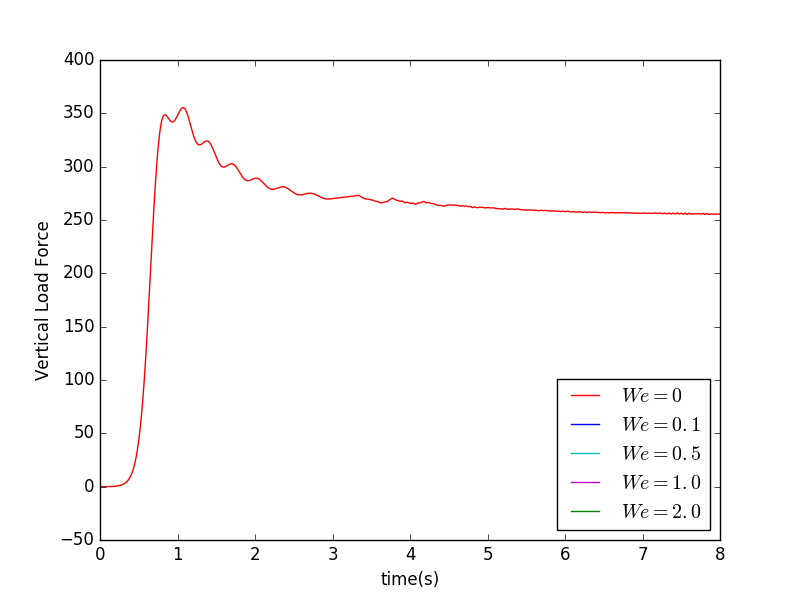 400
350
300
250
200
150
100
50
0
−50
Vertical Load Force
0 1 2 3 4 5 6 7 8
time(s)
We = 0
We = 0.1
We = 0.5
We = 1.0
We = 2.0